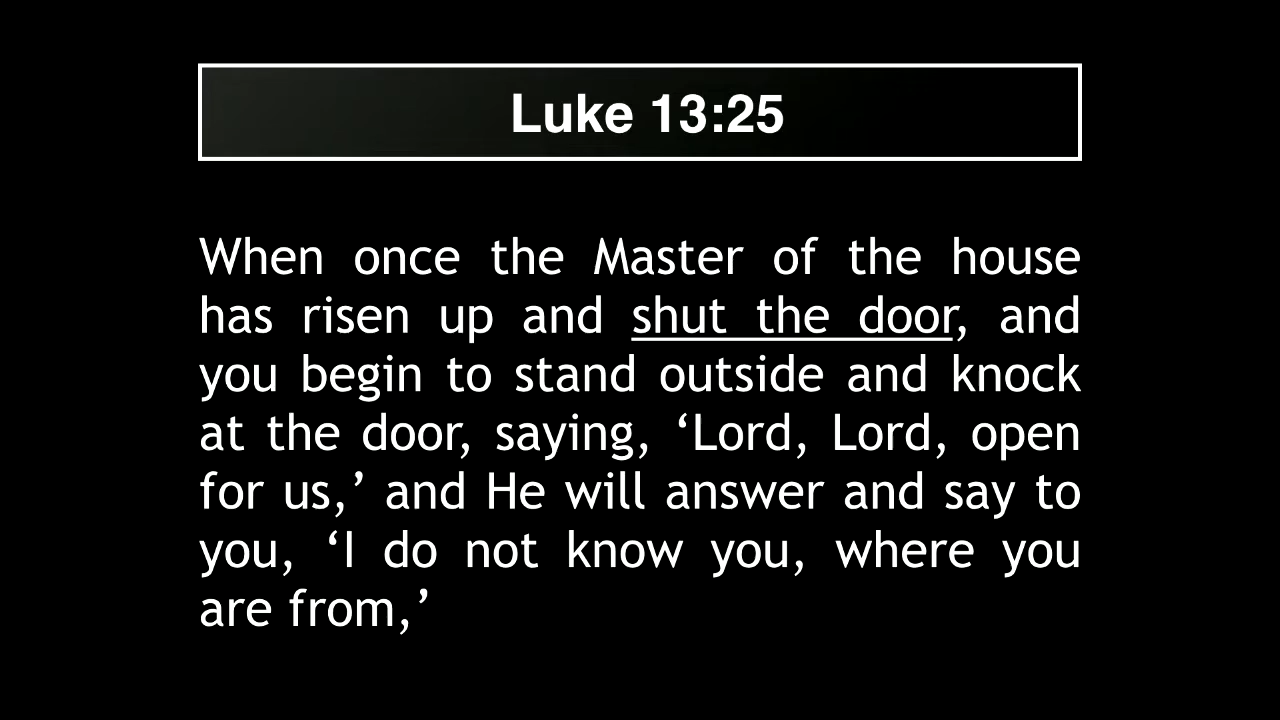 Luke 13:25
When once the Master of the house
has risen up and shut the door, and
you begin to stand outside and knock
at the door, saying, ‘Lord, Lord, open
for us,’ and He will answer and say to
you, ‘I do not know you, where you
are from,’